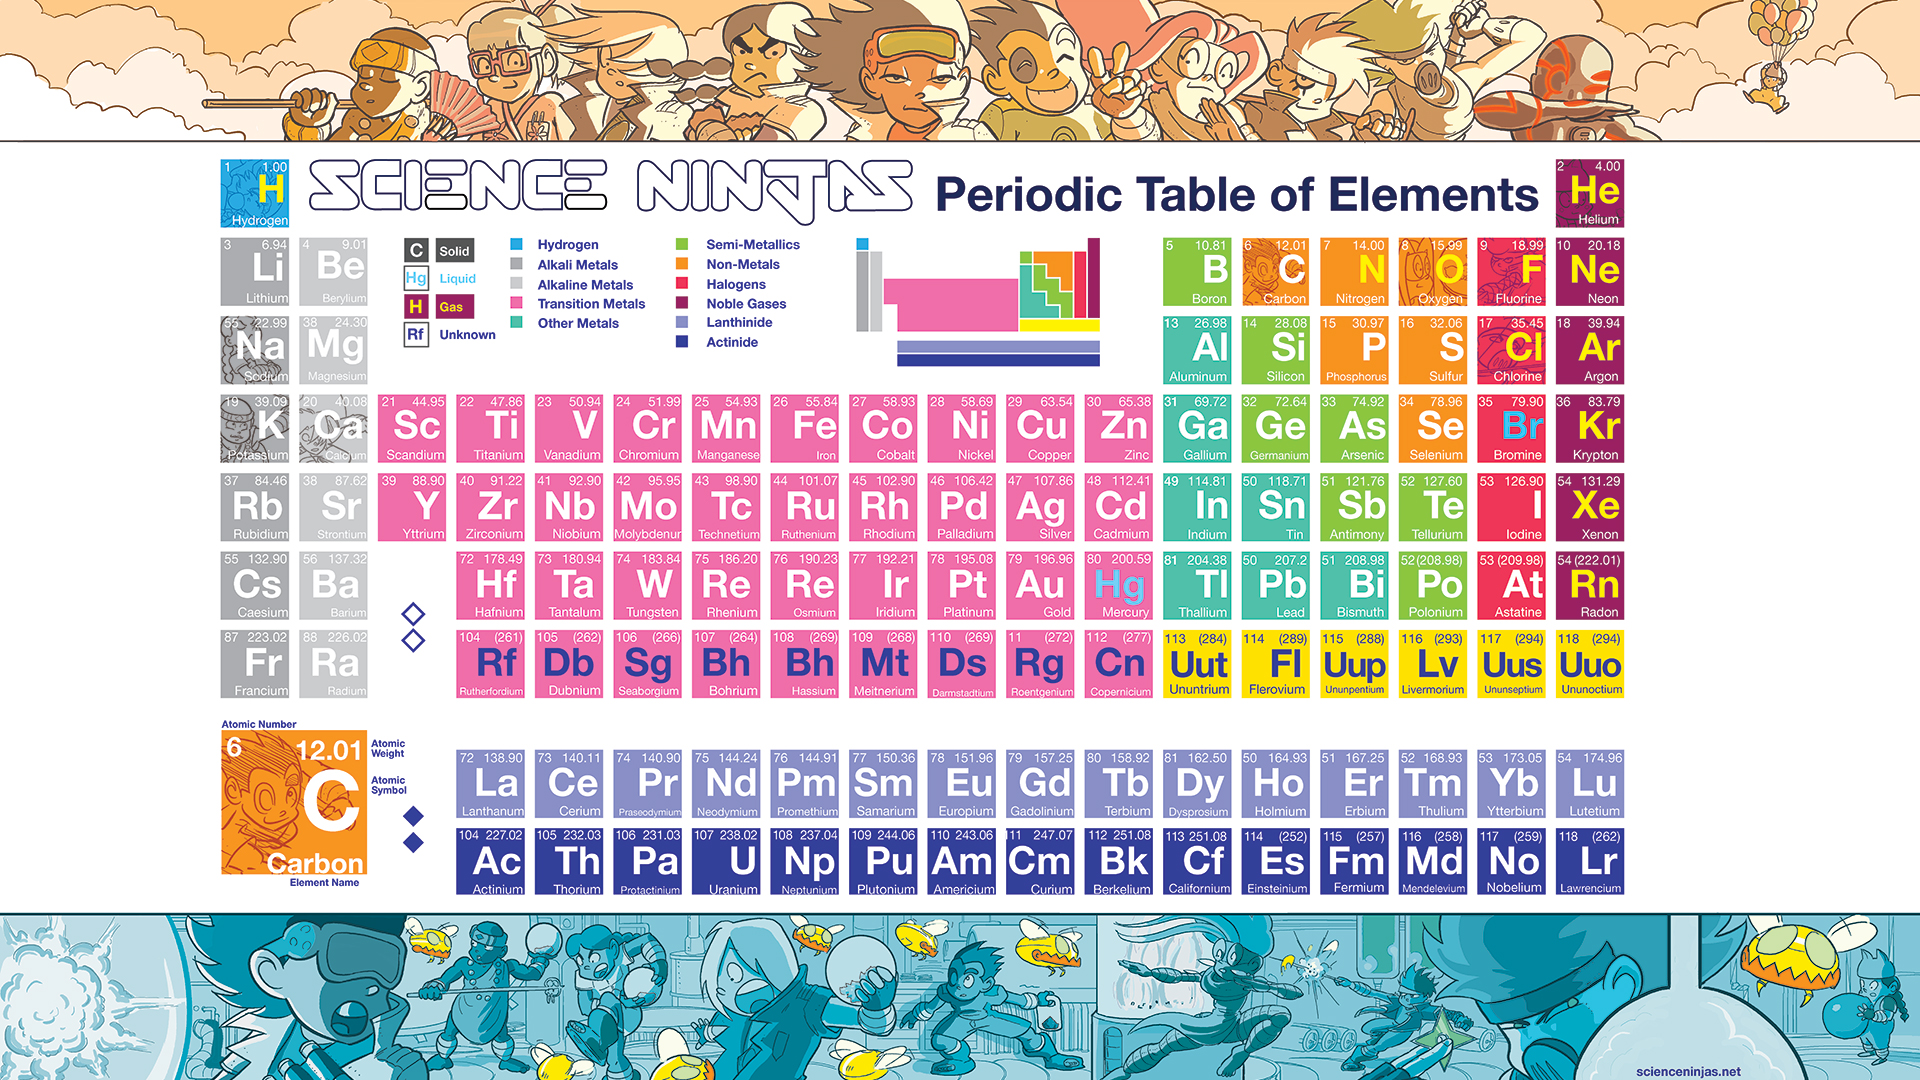 SCIENCE NINJAS Periodic Table of Elements
1 1.00
H
Hydrogen
2 4.00
He
Helium
C Solid
Hg Liquid
H Gas
Rf Unknown
Hydrogen
Alkali Metals
Alkaline Metals
Transition Metals
Other Metals
Semi-Metallics
Non-Metals
Halogens
Noble Gases
Lanthinide
Actinide
3 6.94 4 9.01 5 10.81 6 12.01 7 14.00 8 15.99 9 18.99 10 20.18
Li Be B C N O F Ne
Lithium Berylium Boron Carbon Nitrogen Oxygen Fluorine Neon
55 22.99 38 24.30 13 26.98 14 28.08 15 30.97 16 32.06 17 35.45 18 39.94
Na Mg Al Si P S Cl Ar
Sodium Magnesium Aluminum Silicon Phosphorus Sulfur Chlorine Argon
19 39.09 20 40.08 21 44.95 22 47.86 23 50.94 24 51.99 25 54.93 26 55.84 27 58.93 28 58.69 29 63.54 30 65.38 31 69.72 32 72.64 33 74.92 34 78.96 35 79.90 36 83.79
K Ca Sc Ti V Cr Mn Fe Co Ni Cu Zn Ga Ge As Se Br Kr
Potassium Calcium Scandium Titanium Vanadium Chromium Manganese Iron Cobalt Nickel Copper Zinc Gallium Germanium Arsenic Selenium Bromine Krypton
37 84.46 38 87.62 39 88.90 40 91.22 41 92.90 42 95.95 43 98.90 44 101.07 45 102.90 46 106.42 47 107.86 48 112.41 49 114.81 50 118.71 51 121.76 52 127.60 53 126.90 54 131.29
Rb Sr Y Zr Nb Mo Tc Ru Rh Pd Ag Cd In Sn Sb Te I Xe
Rubidium Strontium Yttrium Zirconium Niobium Molybdenur Technetium Ruthenium Rhodium Palladium Silver Cadmium Indium Tin Antimony Tellurium Iodine Xenon
55 132.90 56 137.32 72 178.49 73 180.94 74 183.84 75 186.20 76 190.23 77 192.21 78 195.08 79 196.96 80 200.59 81 204.38 50 207.2 51 208.98 52 (208.98) 53 (209.98) 54 (222.01)
Cs Ba Hf Ta W Re Re Ir Pt Au Hg Tl Pb Bi Po At Rn
Caesium Barium Hafnium Tantalum Tungsten Rhenium Osmium Iridium Platinum Gold Mercury Thallium Lead Bismuth Polonium Astatine Radon
87 223.02 88 226.02 104 (261) 105 (262) 106 (266) 107 (264) 108 (269) 109 (268) 110 (269) 11 (272) 112 (277) 113 (284) 114 (289) 115 (288) 116 (293) 117 (294) 118 (294)
Fr Ra Rf Db Sg Bh Bh Mt Ds Rg Cn Uut Fl Uup Lv Uus Uuo
Francium Radium Rutherfordium Dubnium Seaborgium Bohrium Hassium Meitnerium Darmstadtium Roentgenium Copernicium Ununtrium Flerovium Ununpentium Livermorium Ununseptium Ununoctium
Atomic Number
6 12.01
C
Carbon
Atomic
Weight
Atomic
Symbol
Element Name
72 138.90 73 140.11 74 140.90 75 144.24 76 144.91 77 150.36 78 151.96 79 157.25 80 158.92 81 162.50 50 164.93 51 167.25 52 168.93 53 173.05 54 174.96
La Ce Pr Nd Pm Sm Eu Gd Tb Dy Ho Er Tm Yb Lu
Lanthanum Cerium Praseodymium Neodymium Promethium Samarium Europium Gadolinium Terbium Dysprosium Holmium Erbium Thulium Ytterbium Lutetium
104 227.02 105 232.03 106 231.03 107 238.02 108 237.04 109 244.06 110 243.06 111 247.07 112 251.08 113 251.08 114 (252) 115 (257) 116 (258) 117 (259) 118 (262)
Ac Th Pa U Np Pu Am Cm Bk Cf Es Fm Md No Lr
Actinium Thorium Protactinium Uranium Neptunium Plutonium Americium Curium Berkelium Californium Einsteinium Fermium Mendelevium Nobelium Lawrencium
scienceninjas.net